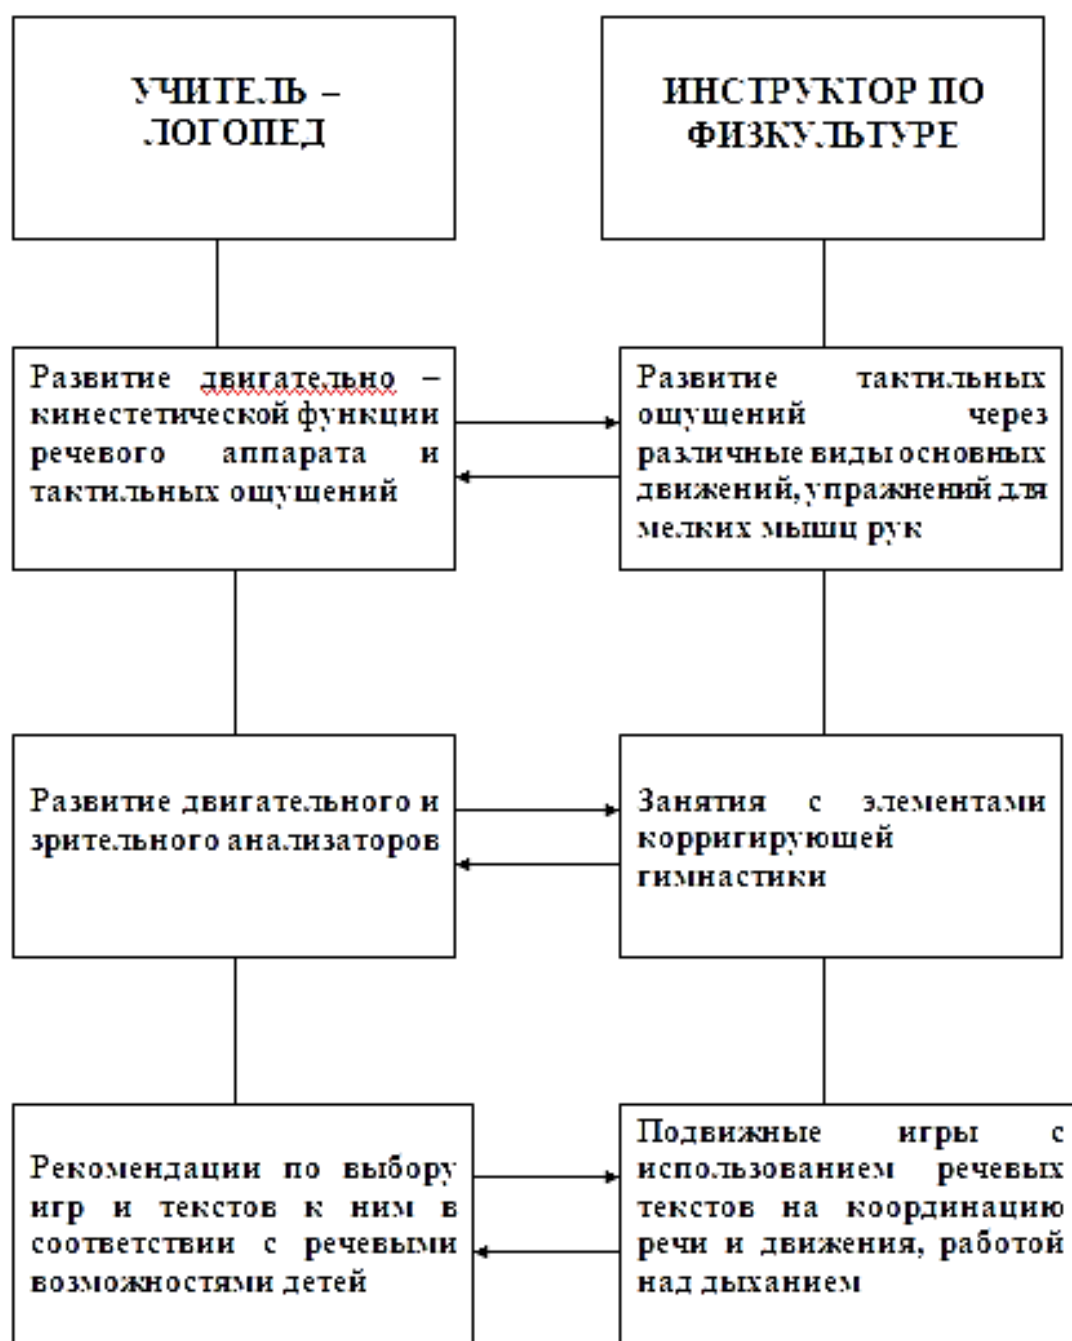 УЧИТЕЛЬ –
ЛОГОПЕД
ИНСТРУКТОР ПО
ФИЗКУЛЬТУРЕ
Развитие двигательно –
кинестетической функции
речевого аппарата и
тактильных ощущений
Развитие тактильных
ощущений через
различные виды основных
движений, упражнений для
мелких мышц рук
Развитие двигательного и
зрительного анализаторов
Занятия с элементами
корригирующей
гимнастики
Рекомендации по выбору
игр и текстов к ним в
соответствии с речевыми
возможностями детей
Подвижные игры с
использованием речевых
текстов на координацию
речи и движения, работой
над дыханием